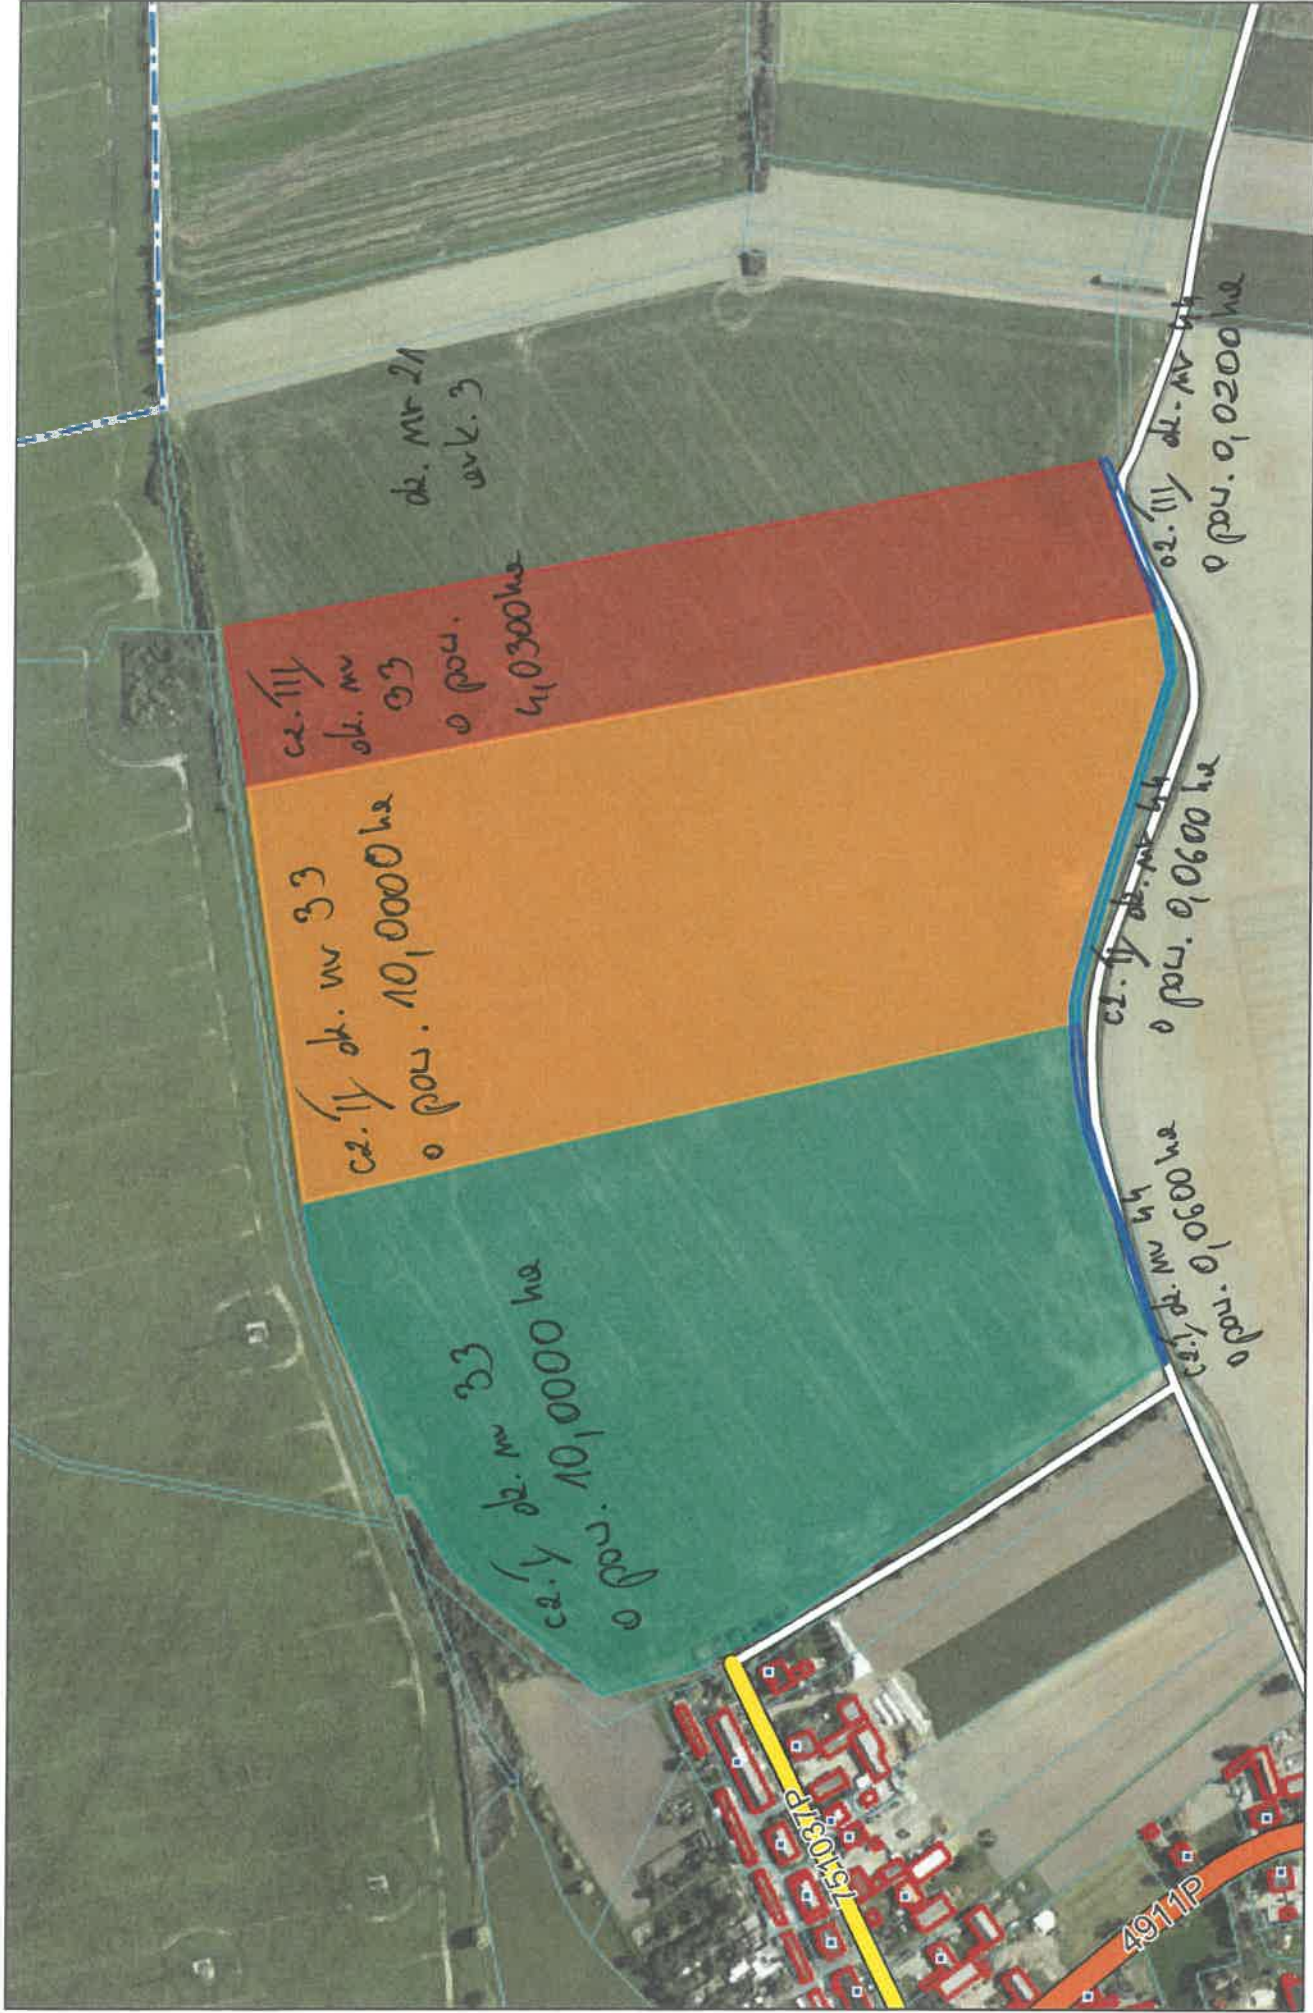 cz. I, dz. nr 33
o pow. 10,0000 ha
cz. II, dz. nr 33
o pow. 10,0000 ha
cz. III,
dz. nr
33
o pow.
4,0300 ha
dz. nr 21
ark. 3
cz. I, dz. nr 44
o pow. 0,0600 ha
cz. II, dz. nr 44
o pow. 0,0600 ha
cz. III, dz. nr 44
o pow. 0,0200 ha
751037P
4911P